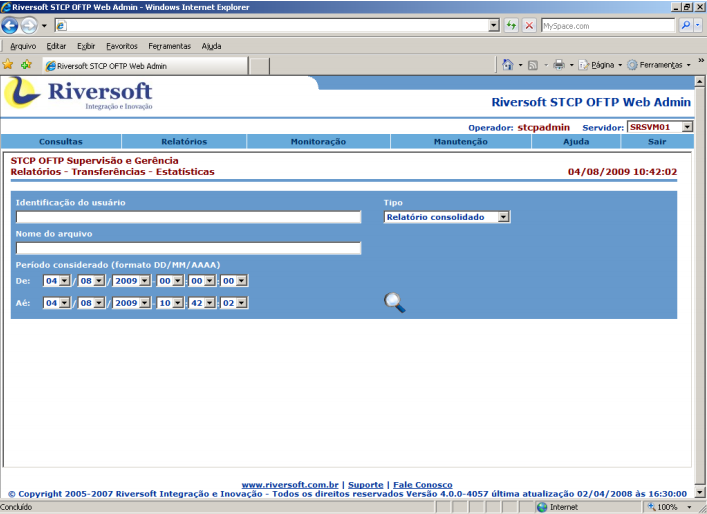 Riversoft STCP OFTP Web Admin - Windows Internet Explorer
MySpace.com
Arquivo Editar Exibir Favoritos Ferramentas Ajuda
Riversoft STCP OFTP Web Admin
Página Ferramentas »
Riversoft
Integração e Inovação
Riversoft STCP OFTP Web Admin
Operador: stcpadmin Servidor: SRSVM01
Consultas Relatórios Monitoração Manutenção Ajuda Sair
STCP OFTP Supervisão e Gerência
Relatórios - Transferências - Estatísticas 04/08/2009 10:42:02
Identificação do usuário Tipo
Relatório consolidado
Nome do arquivo
Período considerado (formato DD/MM/AAAA)
De: 04 / 08 / 2009 - 00 : 00 : 00
Aé: 04 / 08 / 2009 - 10 : 42 : 02
www.riversoft.com.br | Suporte | Fale Conosco
© Copyright 2005-2007 Riversoft Integração e Inovação - Todos os direitos reservados Versão 4.0.0-4057 última atualização 02/04/2008 às 16:30:00
Concluído Internet 100%